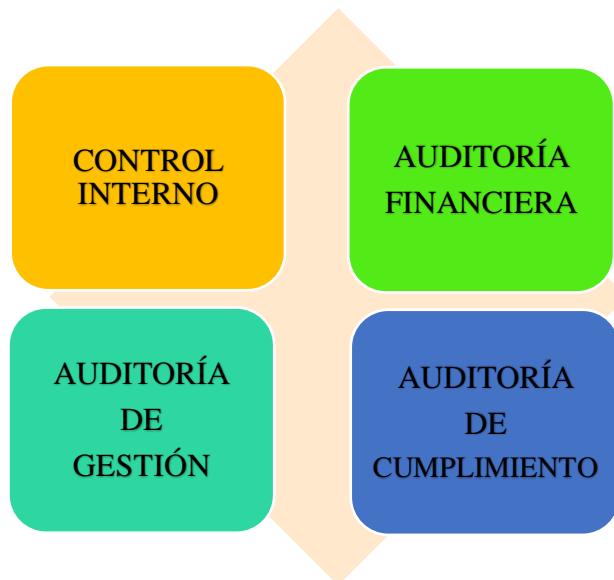 CONTROL
INTERNO
AUDITORÍA
FINANCIERA
AUDITORÍA
DE
GESTIÓN
AUDITORÍA
DE
CUMPLIMIENTO